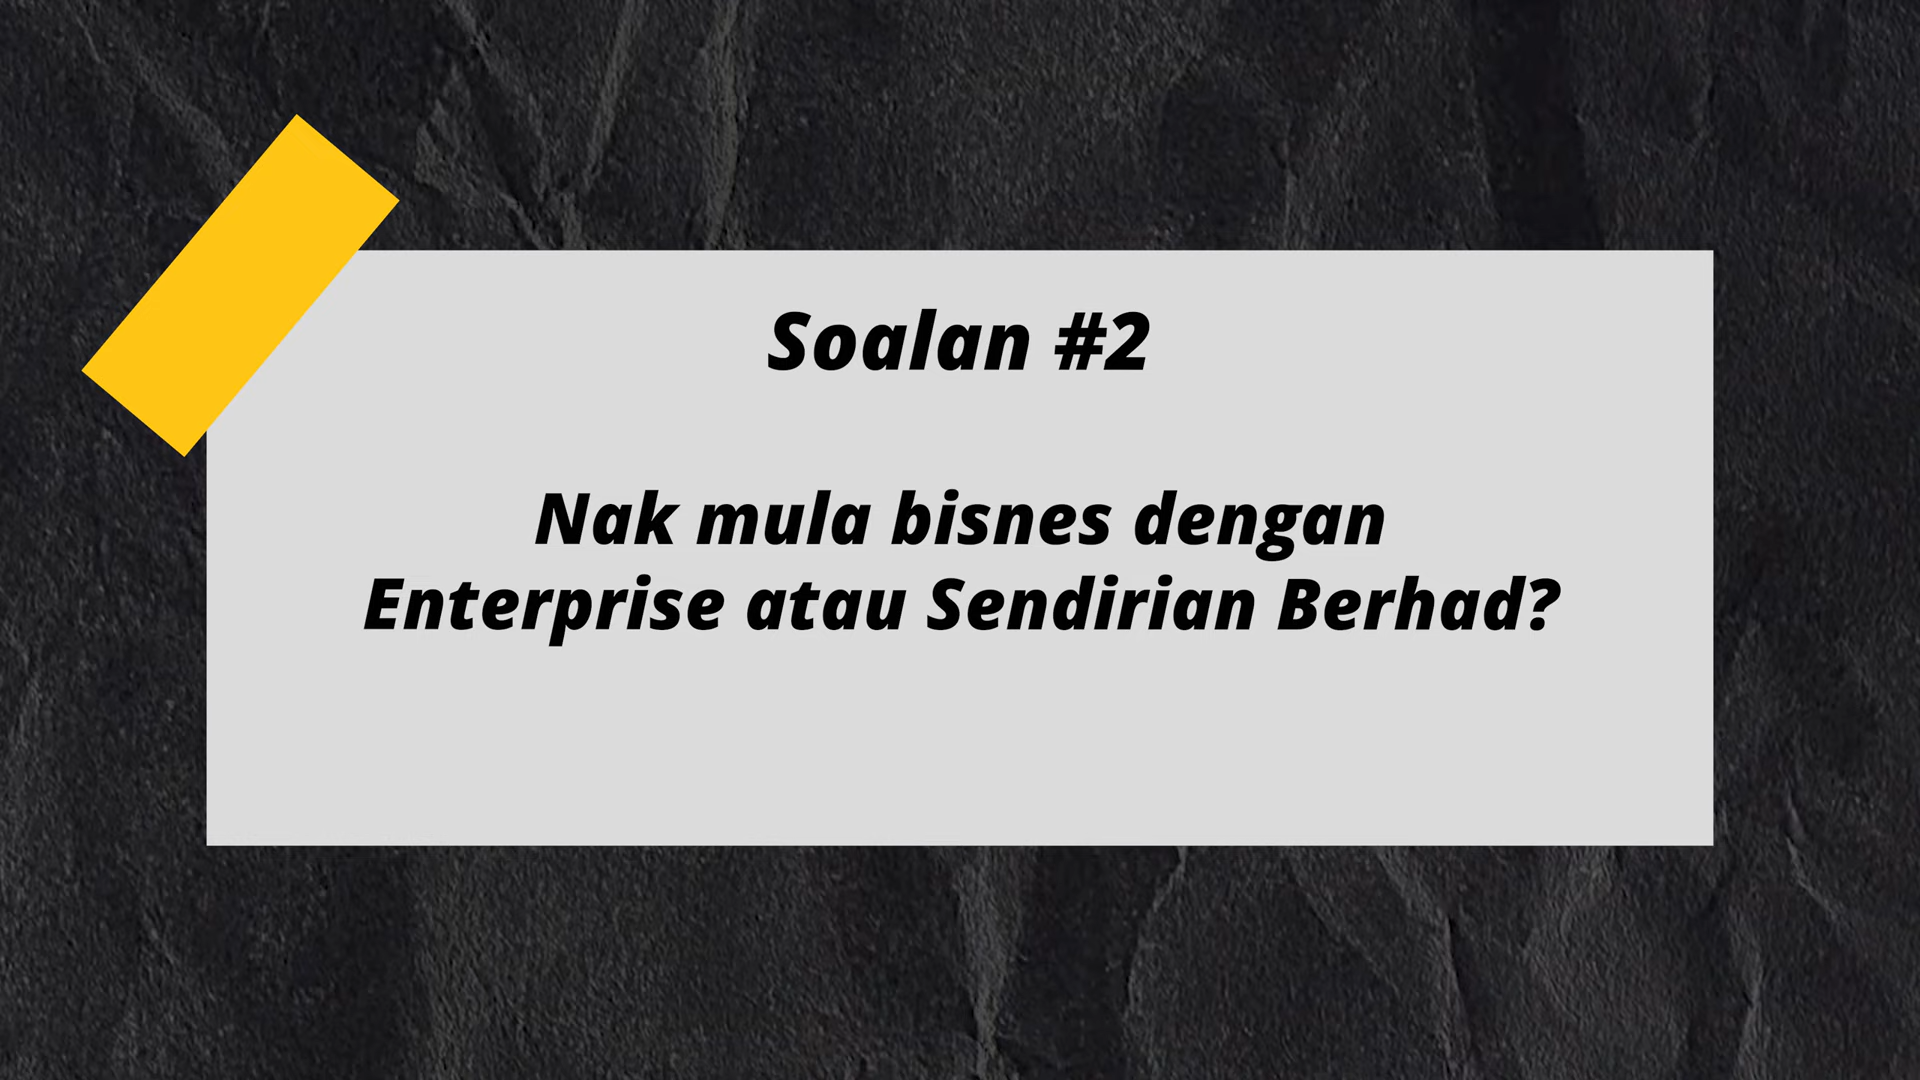 Soalan #2
Nak mula bisnes dengan
Enterprise atau Sendirian Berhad?